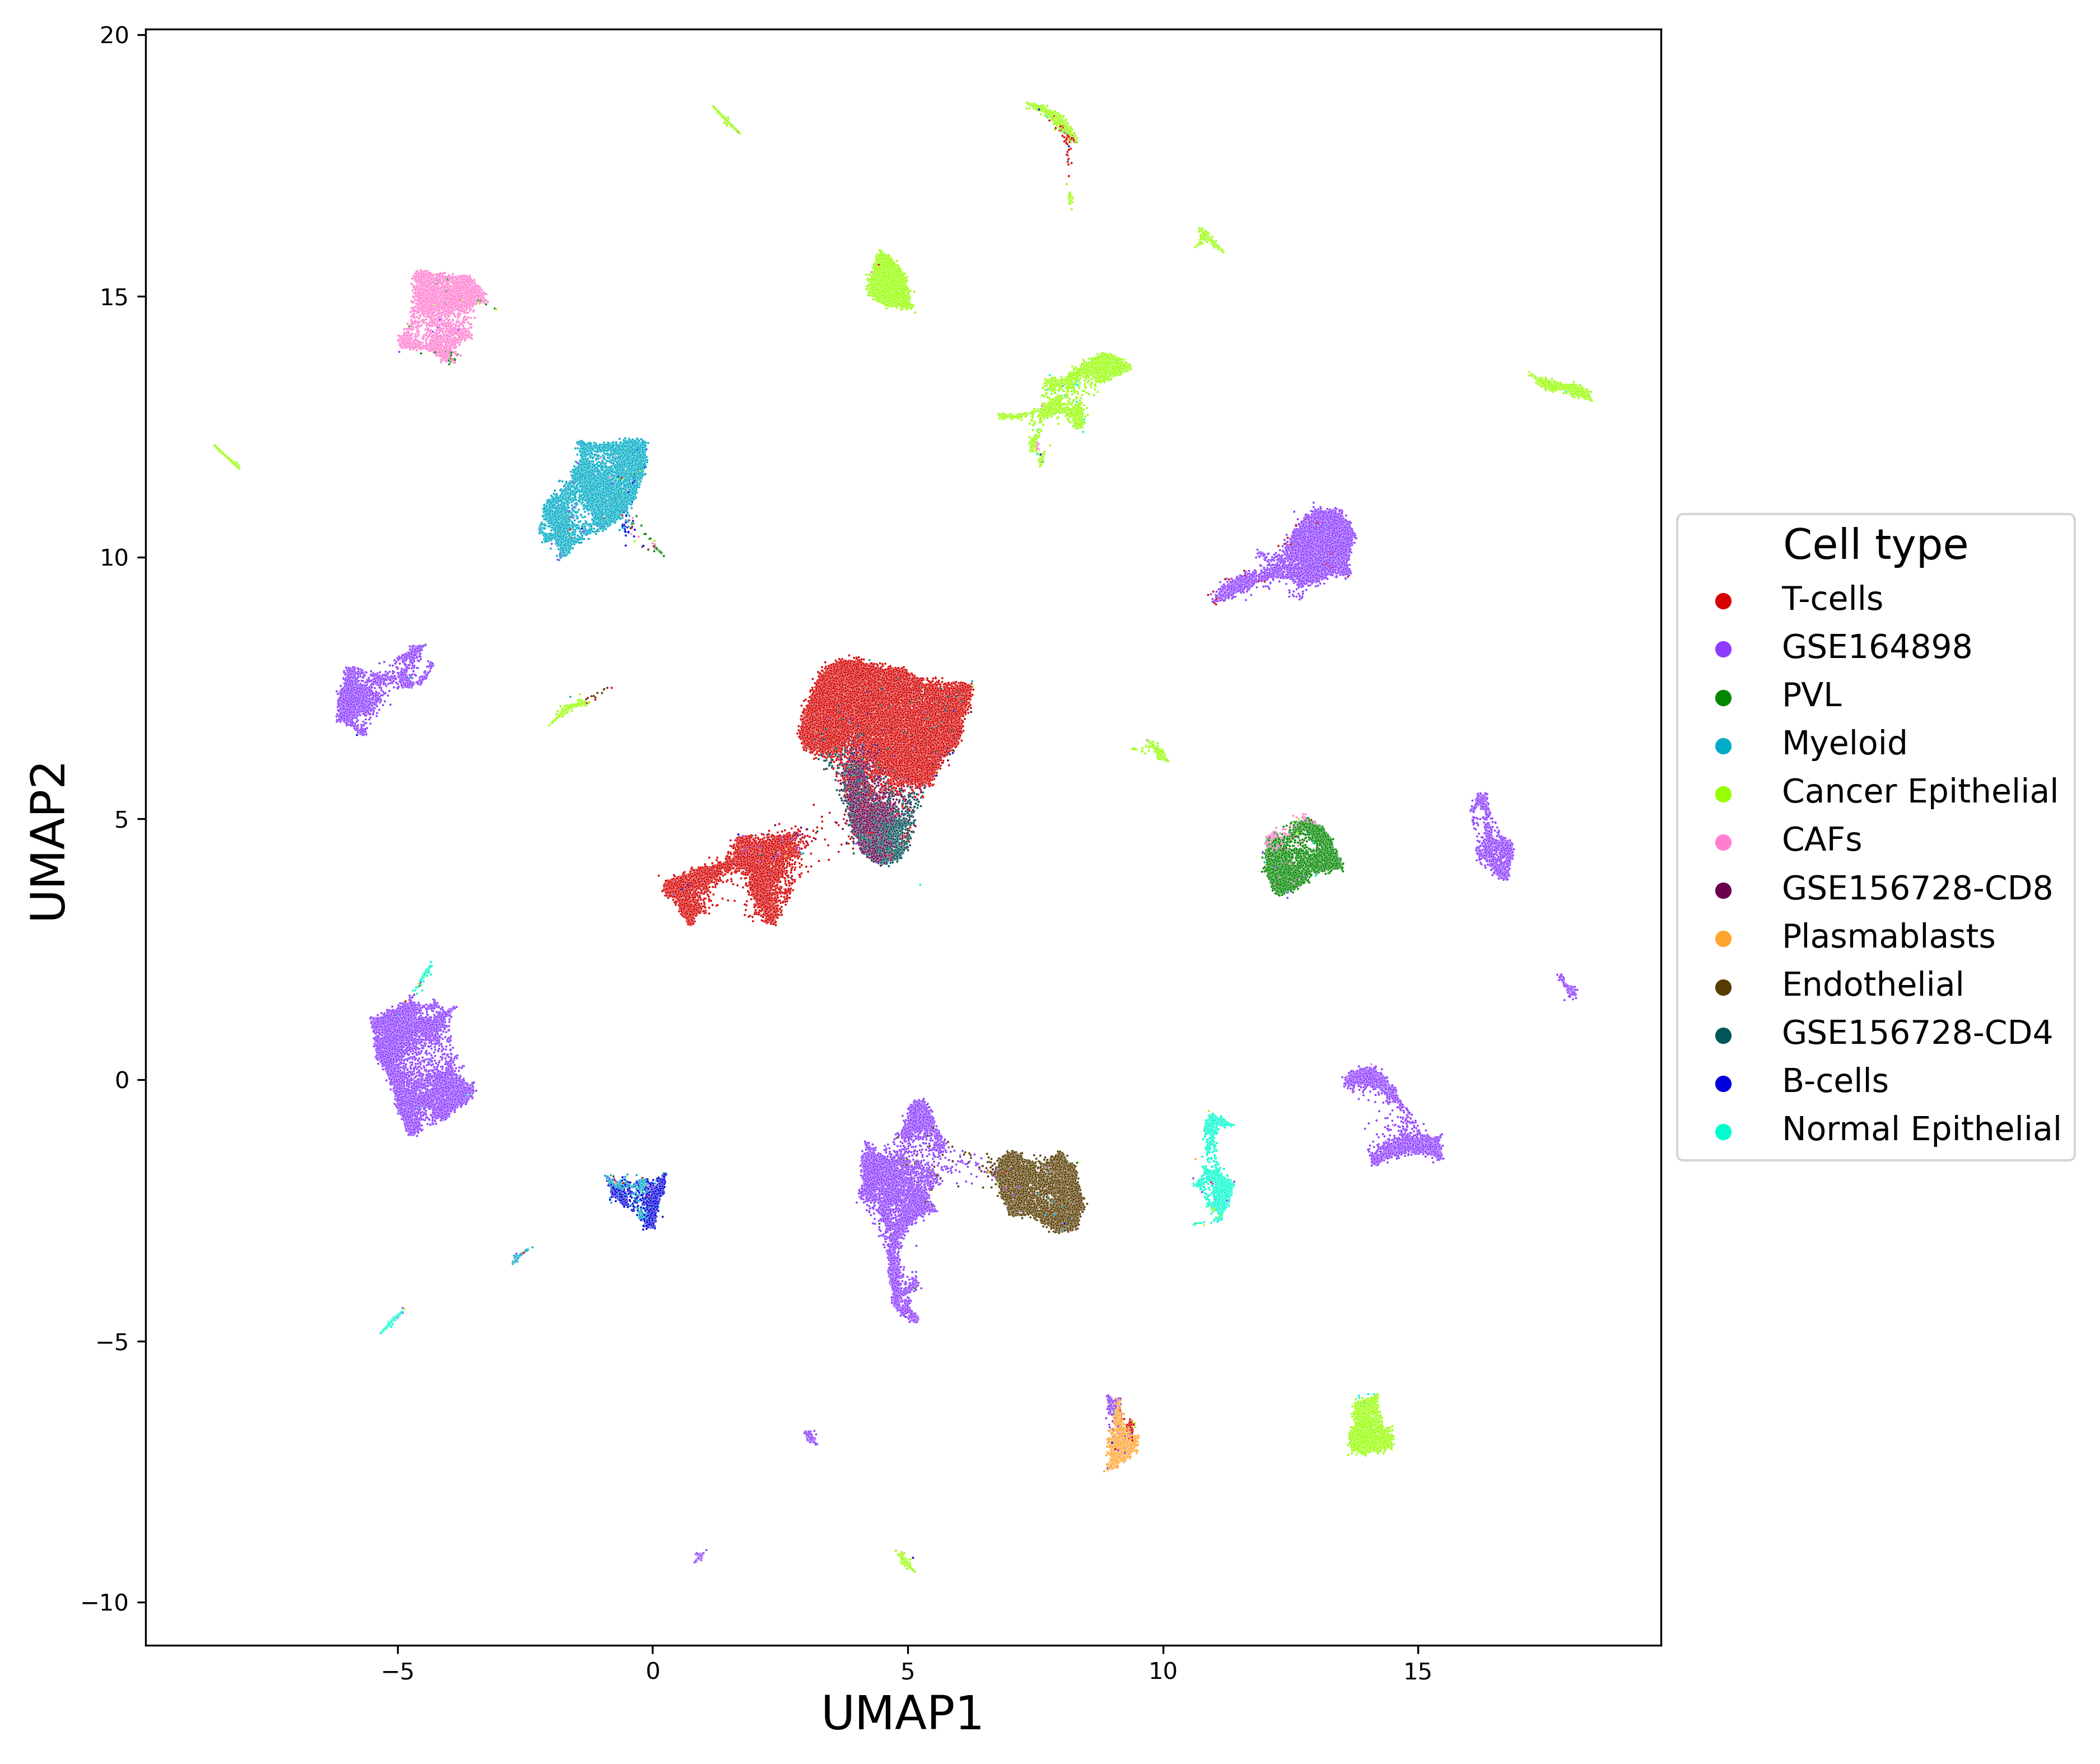 20
15
10
5
0
−5
−10
UMAP2
−5
0
5
10
15
UMAP1
Cell type
T-cells
GSE164898
PVL
Myeloid
Cancer Epithelial
CAFs
GSE156728-CD8
Plasmablasts
Endothelial
GSE156728-CD4
B-cells
Normal Epithelial